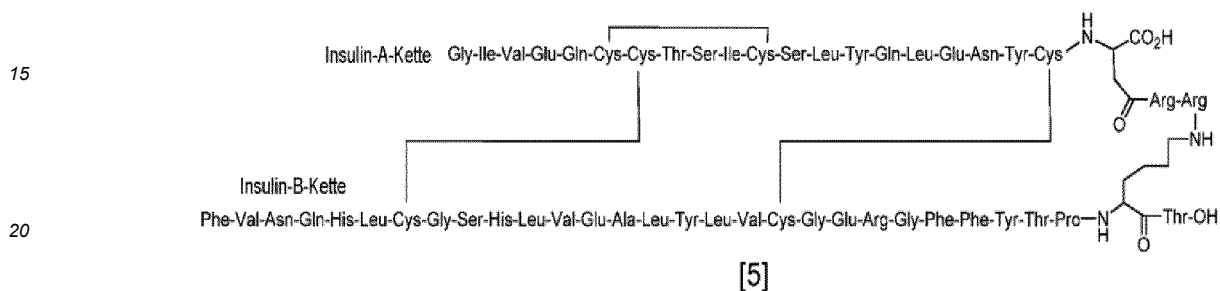 H
N
CO₂H
15
Insulin-A-Kette Gly-Ile-Val-Glu-Gln-Cys-Cys-Thr-Ser-Ile-Cys-Ser-Leu-Tyr-Gln-Leu-Glu-Asn-Tyr-Cys
Arg-Arg
O
NH
Insulin-B-Kette
20
Phe-Val-Asn-Gln-His-Leu-Cys-Gly-Ser-His-Leu-Val-Glu-Ala-Leu-Tyr-Leu-Val-Cys-Gly-Glu-Arg-Gly-Phe-Phe-Tyr-Thr-Pro
N
H
Thr-OH
O
[5]